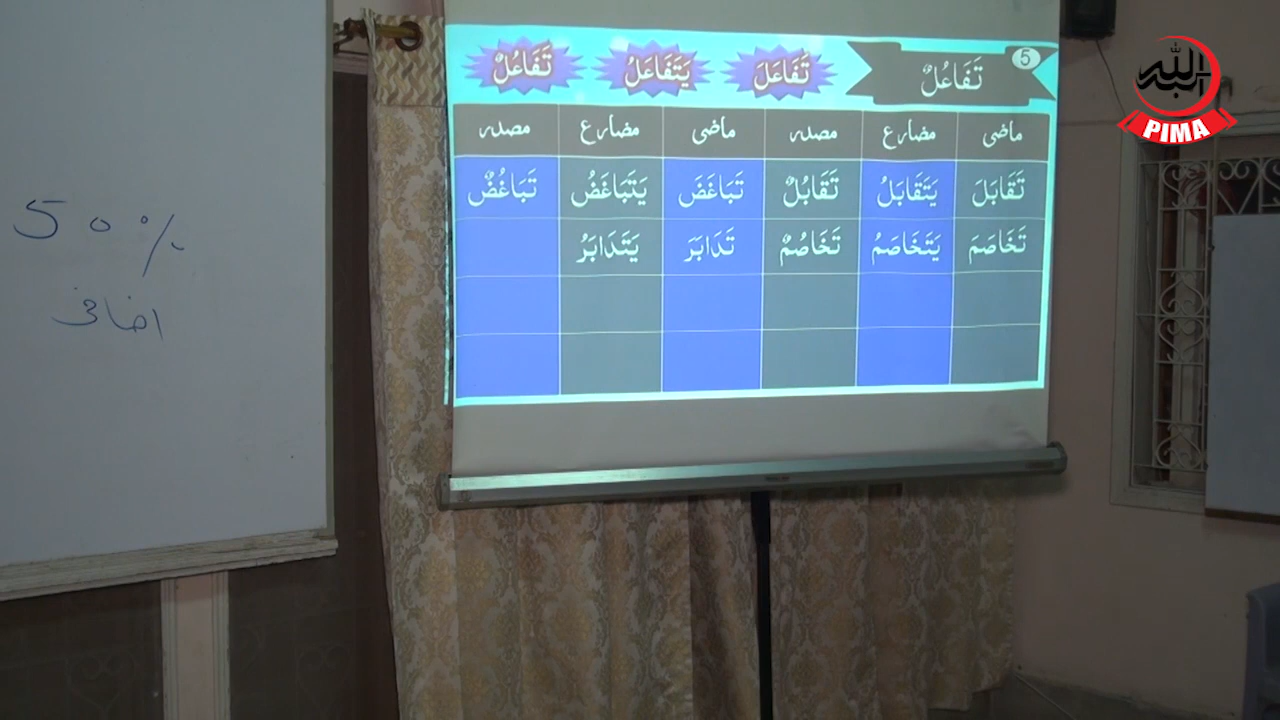 5
تَفَاعُلٌ
تَفَاعَلَ يَتَفَاعَلُ تَفَاعُلٌ
ماضی مضارع مصدر ماضی مضارع مصدر
تَقَابَلَ يَتَقَابَلُ تَقَابُلٌ تَبَاغَضَ يَتَبَاغَضُ تَبَاغُضٌ
تَخَاصَمَ يَتَخَاصَمُ تَخَاصُمٌ تَدَابَرَ يَتَدَابَرُ
50%
اضافی
الله
PIMA